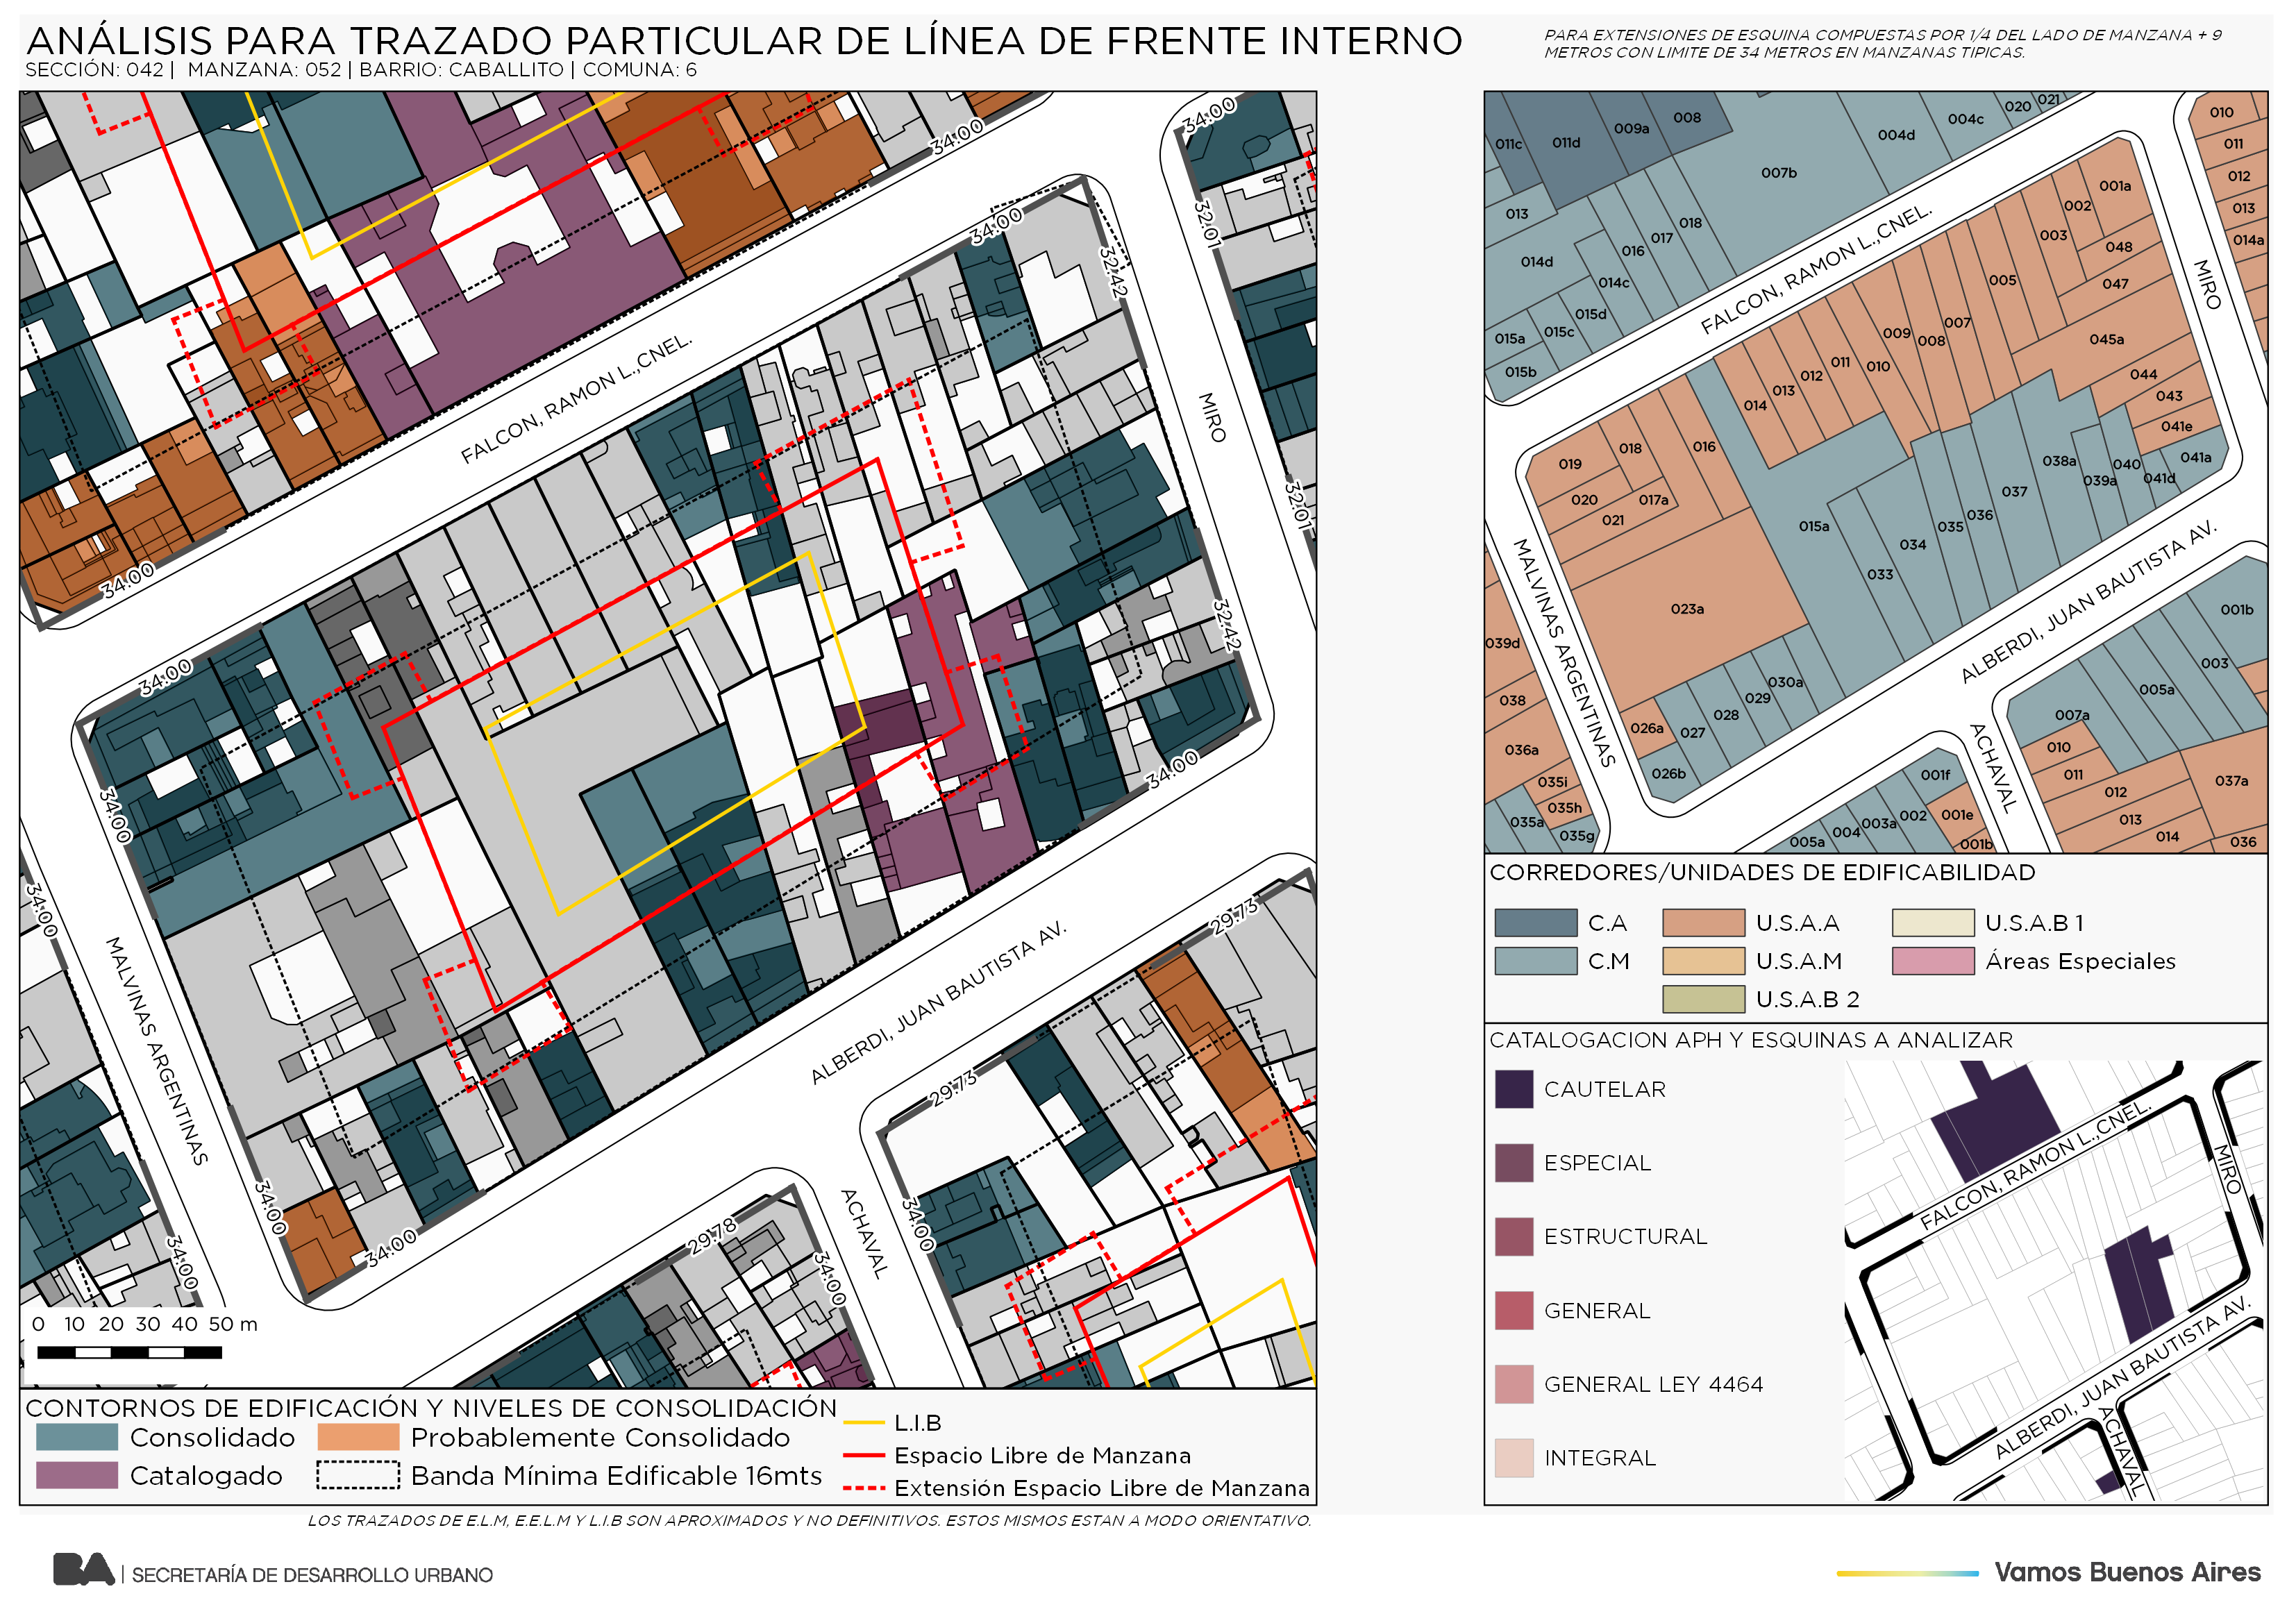 ANÁLISIS PARA TRAZADO PARTICULAR DE LÍNEA DE FRENTE INTERNO
SECCIÓN: 042 | MANZANA: 052 | BARRIO: CABALLITO | COMUNA: 6
PARA EXTENSIONES DE ESQUINA COMPUESTAS POR 1/4 DEL LADO DE MANZANA + 9
METROS CON LIMITE DE 34 METROS EN MANZANAS TIPICAS.
34:00
34:00
34:00
32:01
32:42
FALCON, RAMON L.,CNEL.
MIRO
32:01
34:00
34:00
32:42
34:00
34:00
34:00
MALVINAS ARGENTINAS
ALBERDI, JUAN BAUTISTA AV.
29.73
29.73
34:00
34:00
34:00
34:00
ACHAVAL
29.78
34:00
0 10 20 30 40 50 m
CONTORNOS DE EDIFICACIÓN Y NIVELES DE CONSOLIDACIÓN
Consolidado
Probablemente Consolidado
Catalogado
Banda Mínima Edificable 16mts
L.I.B
Espacio Libre de Manzana
Extensión Espacio Libre de Manzana
LOS TRAZADOS DE E.L.M, E.E.L.M Y L.I.B SON APROXIMADOS Y NO DEFINITIVOS. ESTOS MISMOS ESTAN A MODO ORIENTATIVO.
011c
011d
009a
008
007b
004d
004c
020
021
010
011
012
013
014a
013
014d
016
017
018
014c
015d
015c
015a
015b
FALCON, RAMON L.,CNEL.
MIRO
001a
002
003
048
047
005
045a
007
008
009
010
011
012
013
014
044
043
041e
041a
041d
040
039a
038a
037
036
035
034
033
015a
016
018
019
020
017a
021
023a
030a
029
028
027
026a
026b
MALVINAS ARGENTINAS
ALBERDI, JUAN BAUTISTA AV.
ACHAVAL
039d
038
036a
035i
035h
035a
035g
001b
003
005a
007a
010
011
012
013
014
037a
036
001f
001e
001b
002
003a
004
005a
CORREDORES/UNIDADES DE EDIFICABILIDAD
C.A
U.S.A.A
U.S.A.B 1
C.M
U.S.A.M
Áreas Especiales
U.S.A.B 2
CATALOGACION APH Y ESQUINAS A ANALIZAR
CAUTELAR
ESPECIAL
ESTRUCTURAL
GENERAL
GENERAL LEY 4464
INTEGRAL
FALCON, RAMON L.,CNEL.
MIRO
ALBERDI, JUAN BAUTISTA AV.
ACHAVAL
BA | SECRETARÍA DE DESARROLLO URBANO
Vamos Buenos Aires